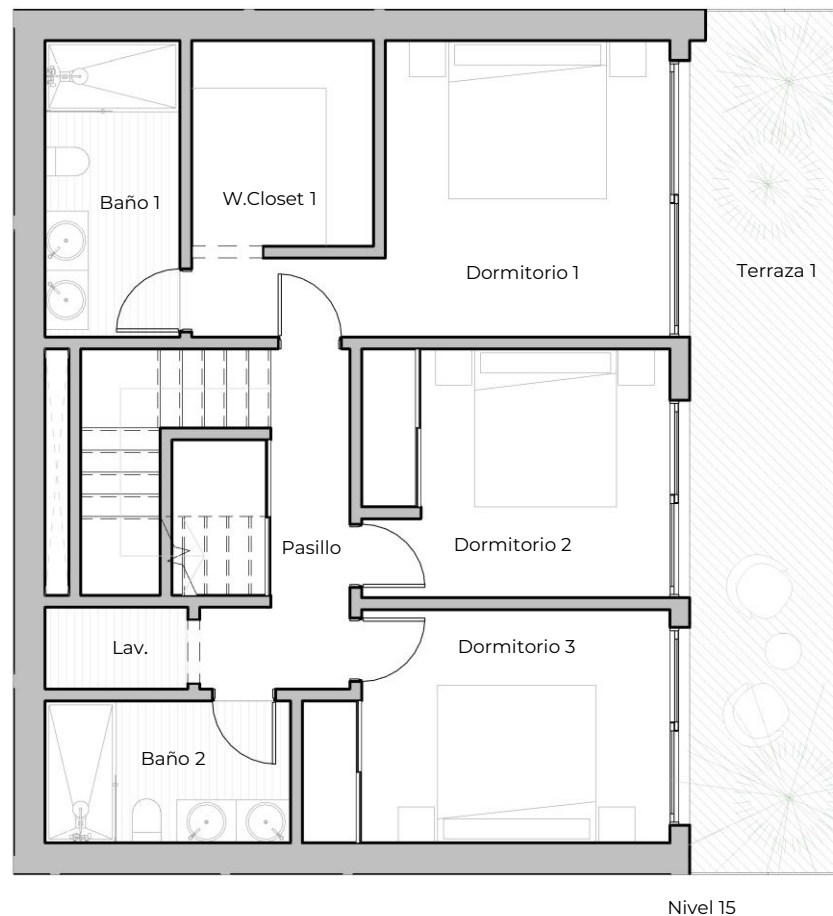 Baño 1
W.Closet 1
Dormitorio 1
Terraza 1
Pasillo
Dormitorio 2
Lav.
Dormitorio 3
Baño 2
Nivel 15